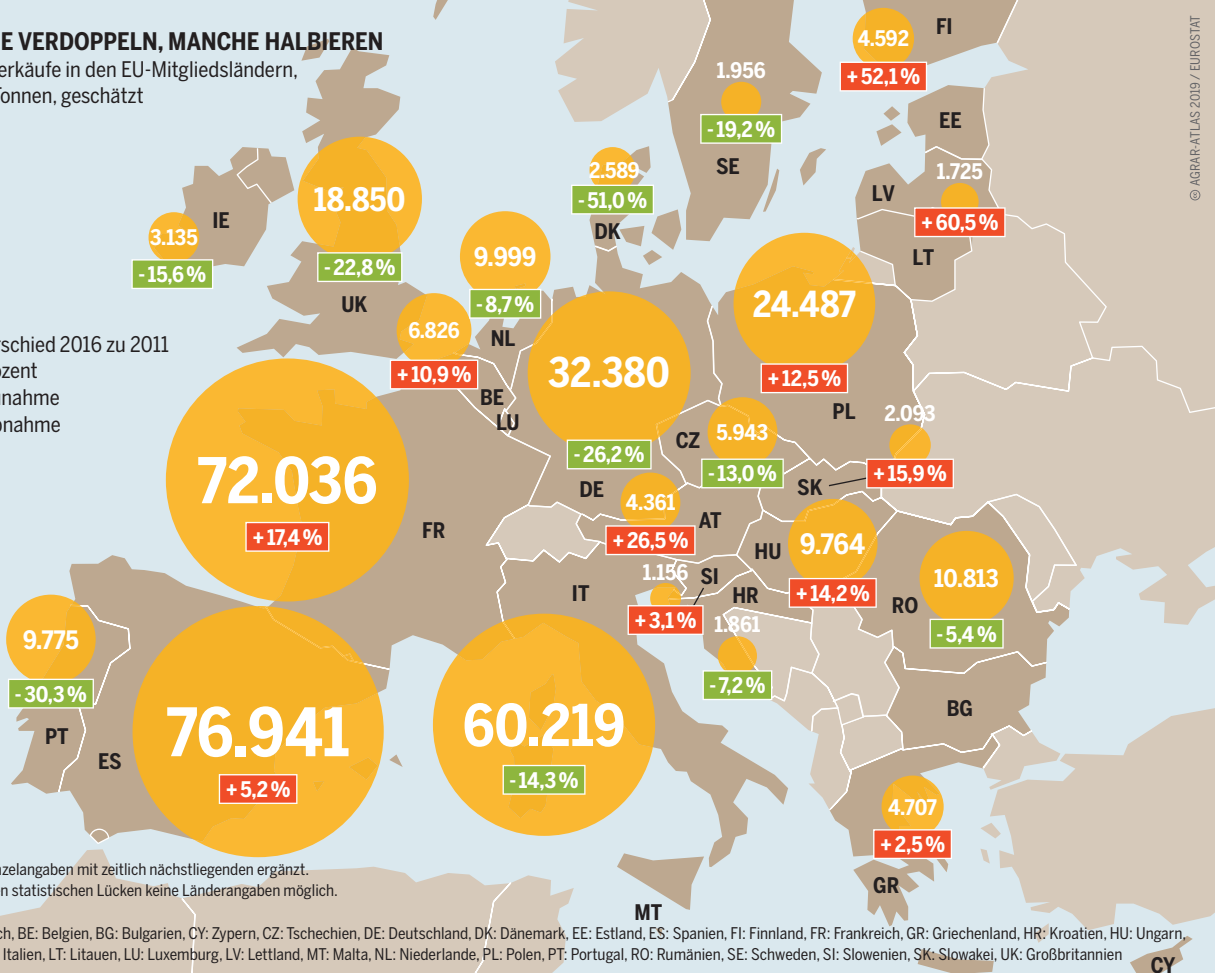 E VERDOPPELN, MANCHE HALBIEREN
erkäufe in den EU-Mitgliedsländern,
onnen, geschätzt
© AGRAR-ATLAS 2019 / EUROSTAT
FI
4.592
+ 52,1 %
1.956
- 19,2 %
SE
EE
1.725
+ 60,5 %
LV
LT
2.589
- 51,0 %
DK
IE
3.135
- 15,6 %
18.850
- 22,8 %
UK
9.999
- 8,7 %
NL
6.826
+ 10,9 %
BE
LU
32.380
- 26,2 %
DE
24.487
+ 12,5 %
PL
rschied 2016 zu 2011
ozent
unahme
bnahme
CZ
5.943
- 13,0 %
2.093
+ 15,9 %
SK
72.036
+ 17,4 %
FR
4.361
+ 26,5 %
AT
HU
9.764
+ 14,2 %
10.813
- 5,4 %
RO
IT
1.156
+ 3,1 %
SI
HR
1.861
- 7,2 %
9.775
- 30,3 %
PT
ES
76.941
+ 5,2 %
60.219
- 14,3 %
BG
4.707
+ 2,5 %
GR
MT
CY
nzelangaben mit zeitlich nächstliegenden ergänzt.
n statistischen Lücken keine Länderangaben möglich.
ch, BE: Belgien, BG: Bulgarien, CY: Zypern, CZ: Tschechien, DE: Deutschland, DK: Dänemark, EE: Estland, ES: Spanien, FI: Finnland, FR: Frankreich, GR: Griechenland, HR: Kroatien, HU: Ungarn,
Italien, LT: Litauen, LU: Luxemburg, LV: Lettland, MT: Malta, NL: Niederlande, PL: Polen, PT: Portugal, RO: Rumänien, SE: Schweden, SI: Slowenien, SK: Slowakei, UK: Großbritannien